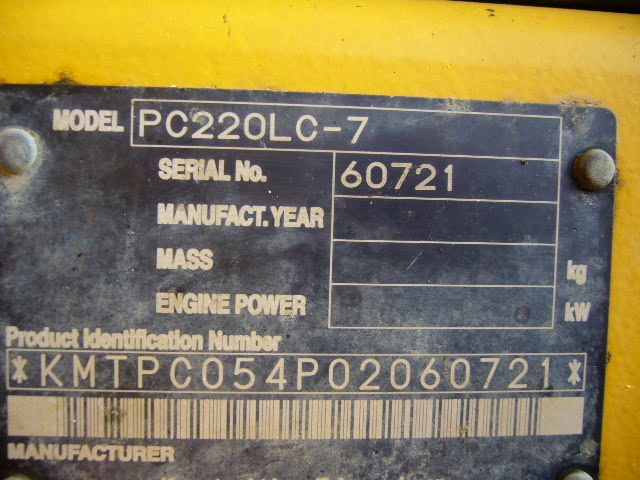 MODEL PC220LC-7
SERIAL No. 60721
MANUFACT. YEAR
MASS kg
ENGINE POWER kW
Product Identification Number
*KMTPC054P02060721*
MANUFACTURER